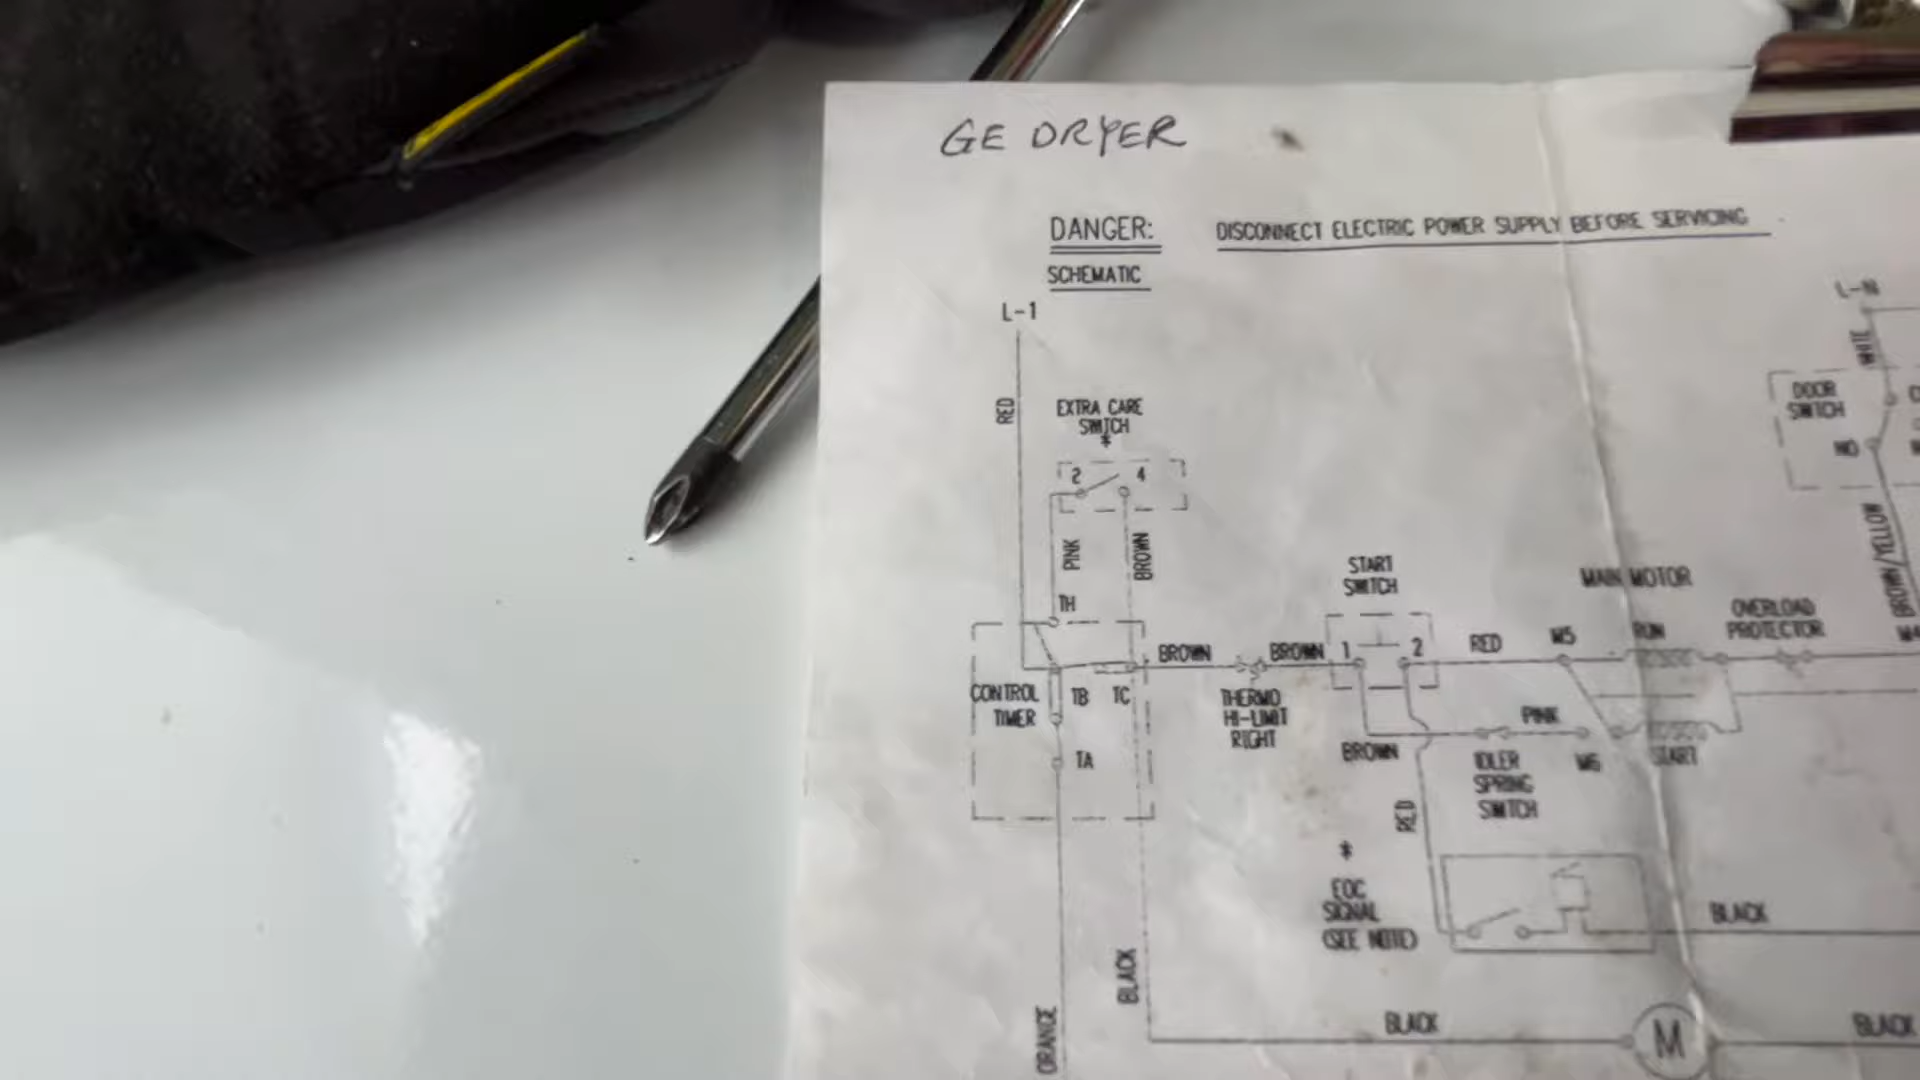 GE DRYER
DANGER: DISCONNECT ELECTRIC POWER SUPPLY BEFORE SERVICING
SCHEMATIC
L-1
L-N
WHITE
RED
EXTRA CARE
SWITCH
*
2 4
DOOR
SWITCH
NO
PINK
BROWN
BROWN/YELLOW
TH
START
SWITCH
MAIN MOTOR
OVERLOAD
PROTECTOR
BROWN
BROWN
1 2
RED
M5
RUN
M4
CONTROL
TIMER
TB TC
TA
THERMO
HI-LIMIT
RIGHT
BROWN
PINK
IDLER
SPRING
SWITCH
M6
START
RED
*
EOC
SIGNAL
(SEE NOTE)
BLACK
BLACK
ORANGE
BLACK
M
BLACK